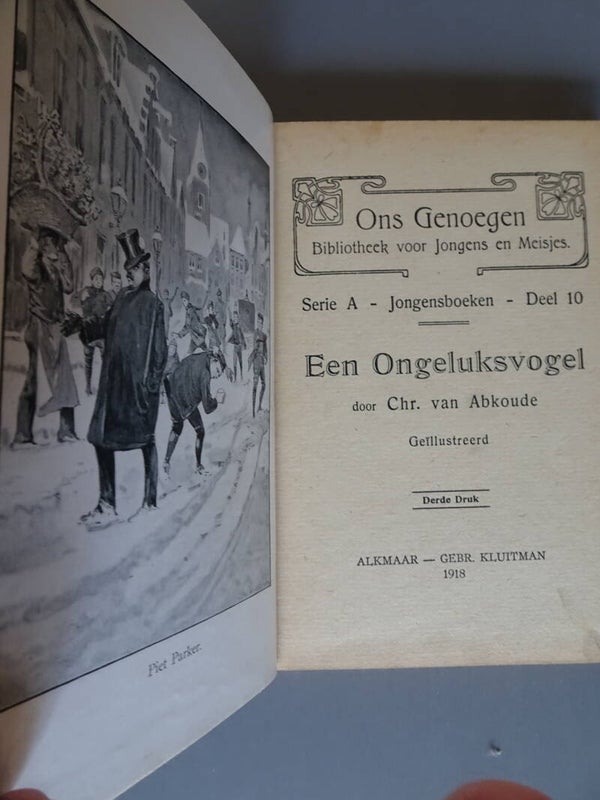 Piet Parker.
Ons Genoegen
Bibliotheek voor Jongens en Meisjes.
Serie A - Jongensboeken - Deel 10
Een Ongeluksvogel
door Chr. van Abkoude
Geïllustreerd
Derde Druk
ALKMAAR — GEBR. KLUITMAN
1918